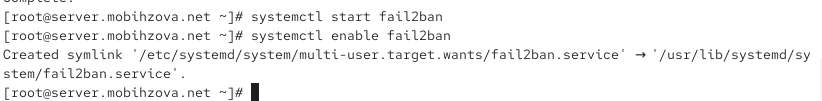 Complete!
[root@server.mobihzova.net ~]# systemctl start fail2ban
[root@server.mobihzova.net ~]# systemctl enable fail2ban
Created symlink '/etc/systemd/system/multi-user.target.wants/fail2ban.service' → '/usr/lib/systemd/sy
stem/fail2ban.service'.
[root@server.mobihzova.net ~]#